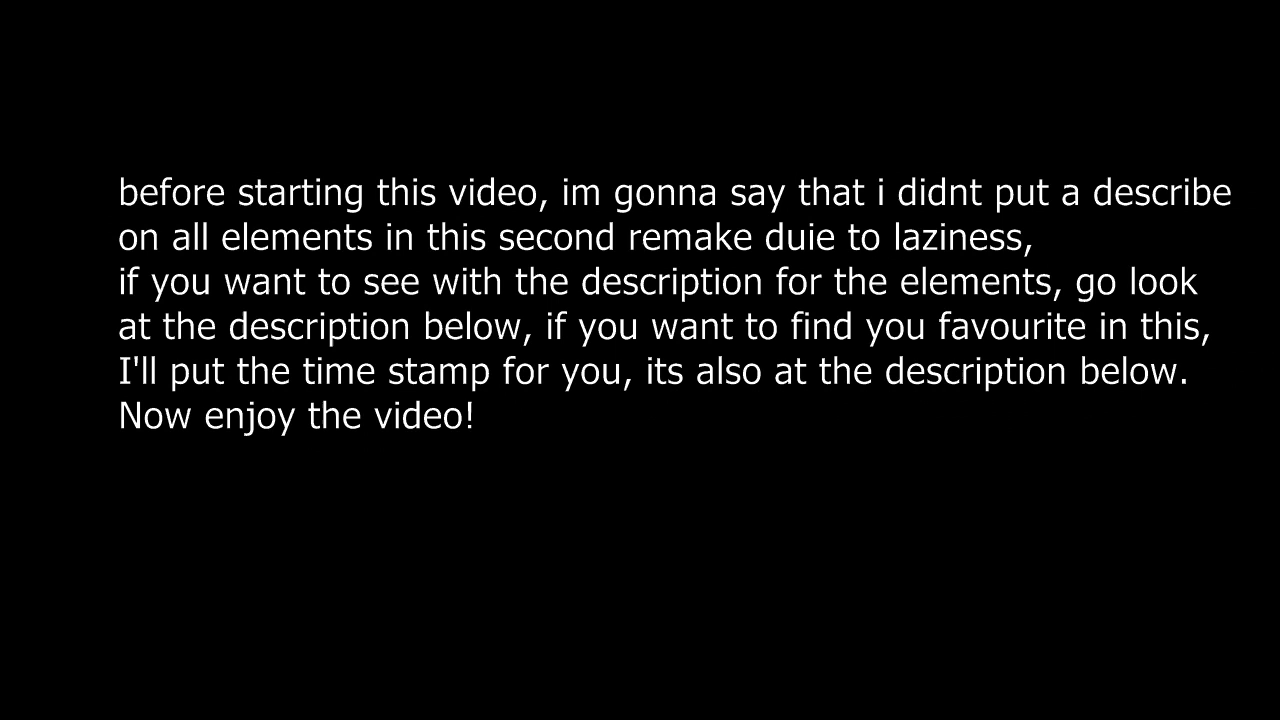 before starting this video, im gonna say that i didnt put a describe
on all elements in this second remake duie to laziness,
if you want to see with the description for the elements, go look
at the description below, if you want to find you favourite in this,
I'll put the time stamp for you, its also at the description below.
Now enjoy the video!